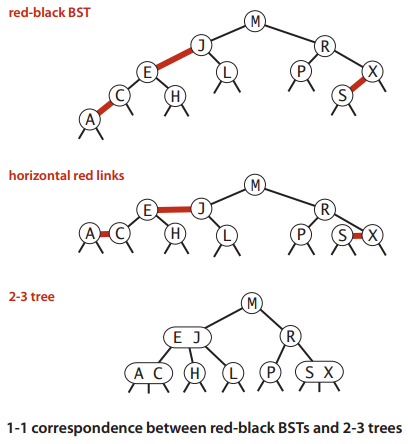 red-black BST
M
J R
E L P X
C H S
A
horizontal red links
M
E J R
A C H L P S X
2-3 tree
M
E J R
A C H L P S X
1-1 correspondence between red-black BSTs and 2-3 trees